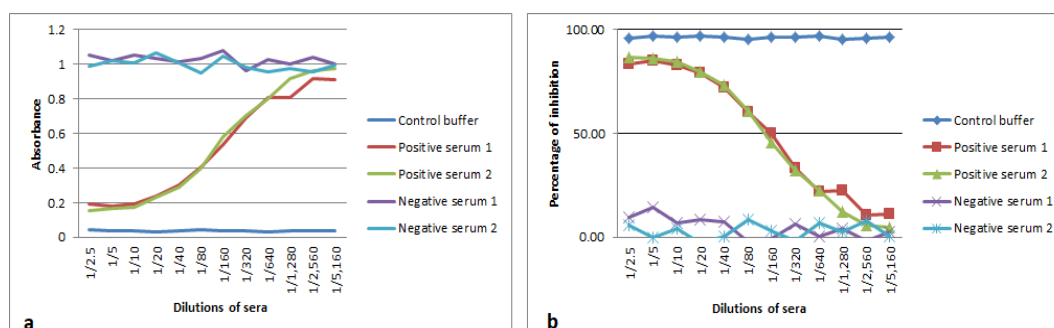 1.2
1
0.8
0.6
0.4
0.2
0
Absorbance
1/2.5
1/5
1/10
1/20
1/40
1/80
1/160
1/320
1/640
1/1,280
1/2,560
1/5,160
Dilutions of sera
Control buffer
Positive serum 1
Positive serum 2
Negative serum 1
Negative serum 2
a
100.00
50.00
0.00
Percentage of inhibition
1/2.5
1/5
1/10
1/20
1/40
1/80
1/160
1/320
1/640
1/1,280
1/2,560
1/5,160
Dilutions of sera
Control buffer
Positive serum 1
Positive serum 2
Negative serum 1
Negative serum 2
b